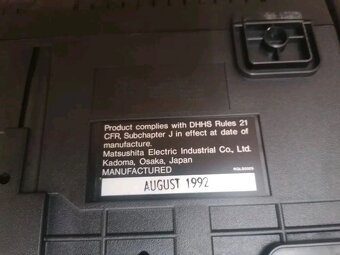 Product complies with DHHS Rules 21
CFR, Subchapter J in effect at date of
manufacture.
Matsushita Electric Industrial Co., Ltd.
Kadoma, Osaka, Japan
MANUFACTURED
AUGUST 1992